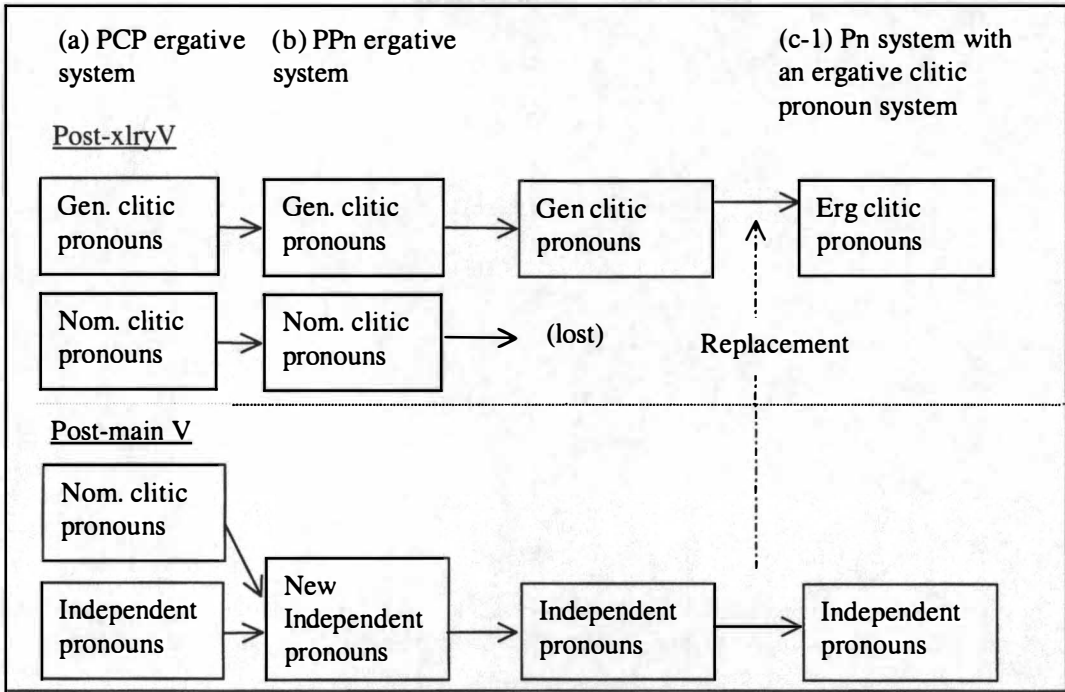 (a) PCP ergative
system
(b) PPn ergative
system
(c-1) Pn system with
an ergative clitic
pronoun system
Post-xlryV
Gen. clitic
pronouns
Gen. clitic
pronouns
Gen clitic
pronouns
Erg clitic
pronouns
Nom. clitic
pronouns
Nom. clitic
pronouns
(lost)
Replacement
Post-main V
Nom. clitic
pronouns
Independent
pronouns
New
Independent
pronouns
Independent
pronouns
Independent
pronouns